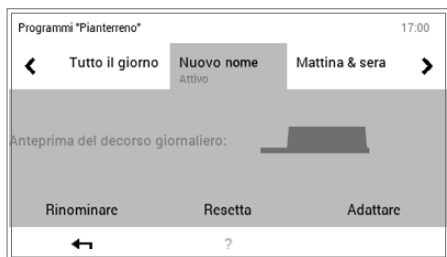 Programmi "Pianterreno" 17:00
Tutto il giorno Nuovo nome Mattina & sera
Attivo
Anteprima del decorso giornaliero:
Rinominare Resetta Adattare
?